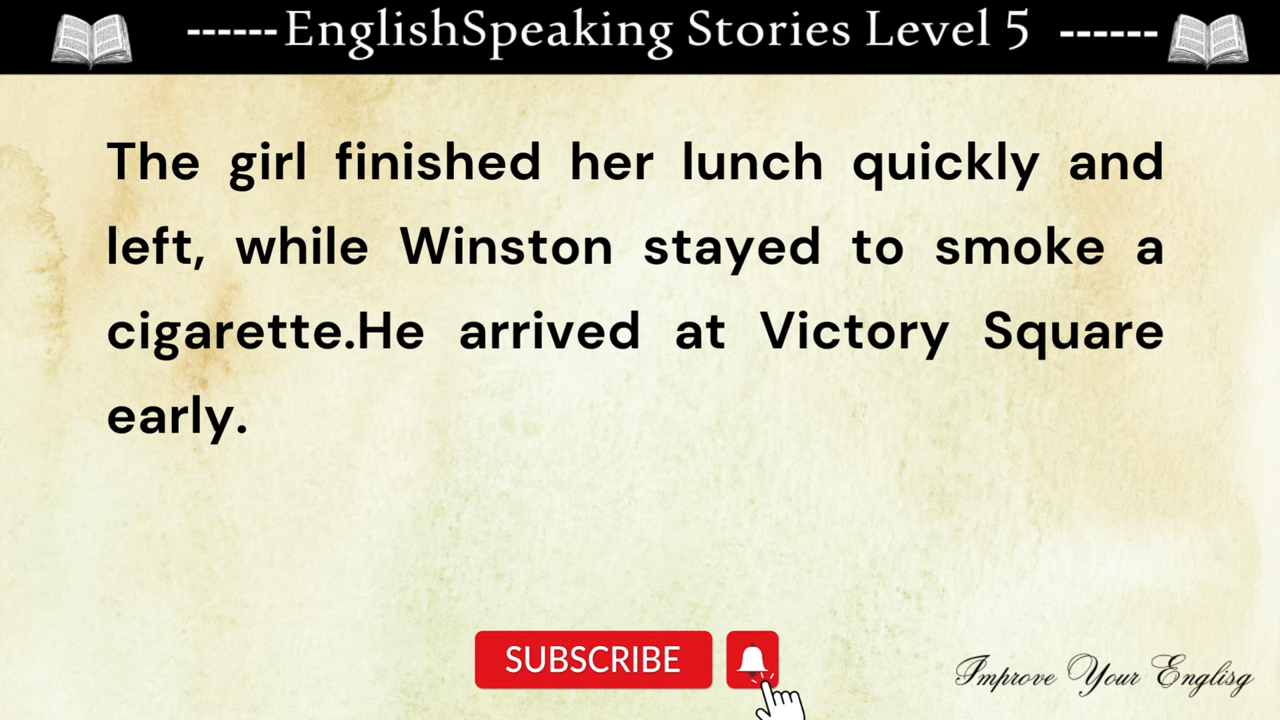 ------EnglishSpeaking Stories Level 5 ------
The girl finished her lunch quickly and
left, while Winston stayed to smoke a
cigarette.He arrived at Victory Square
early.
SUBSCRIBE
Improve Your Englisg